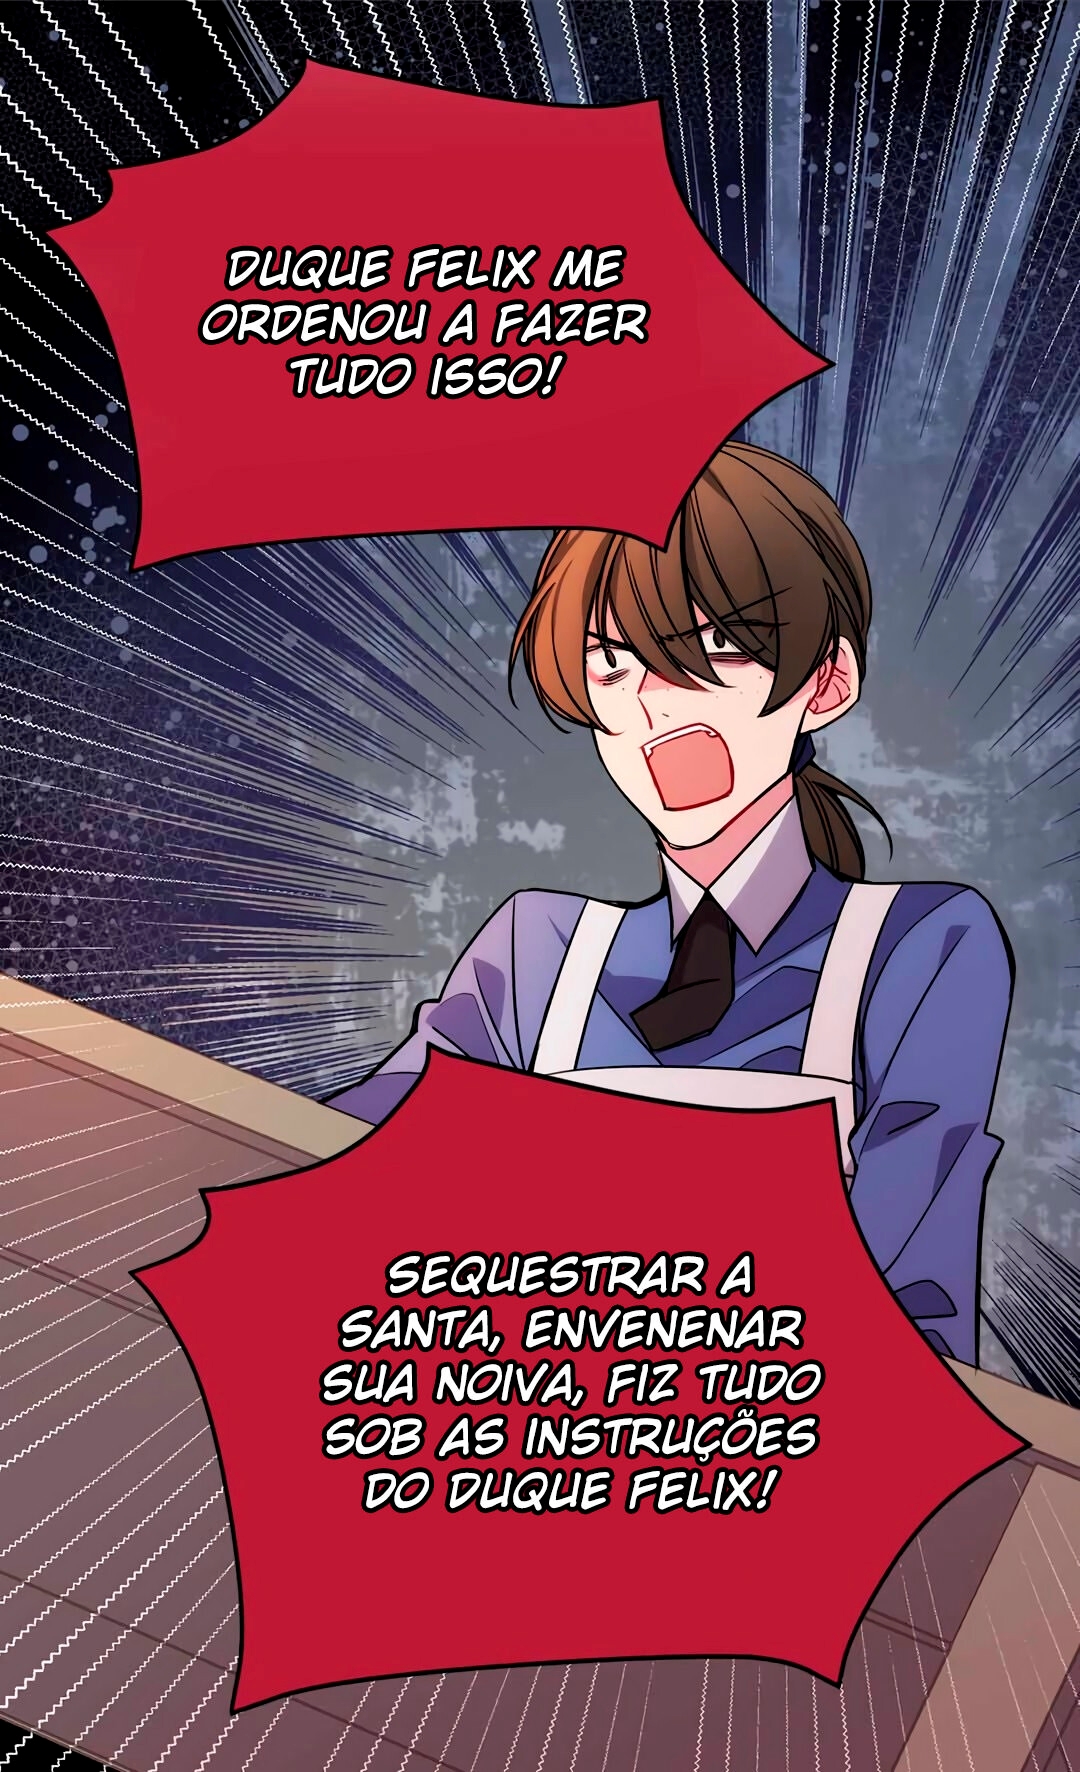 DUQUE FELIX ME
ORDENOU A FAZER
TUDO ISSO!
SEQUESTRAR A
SANTA, ENVENENAR
SUA NOIVA, FIZ TUDO
SOB AS INSTRUÇÕES
DO DUQUE FELIX!